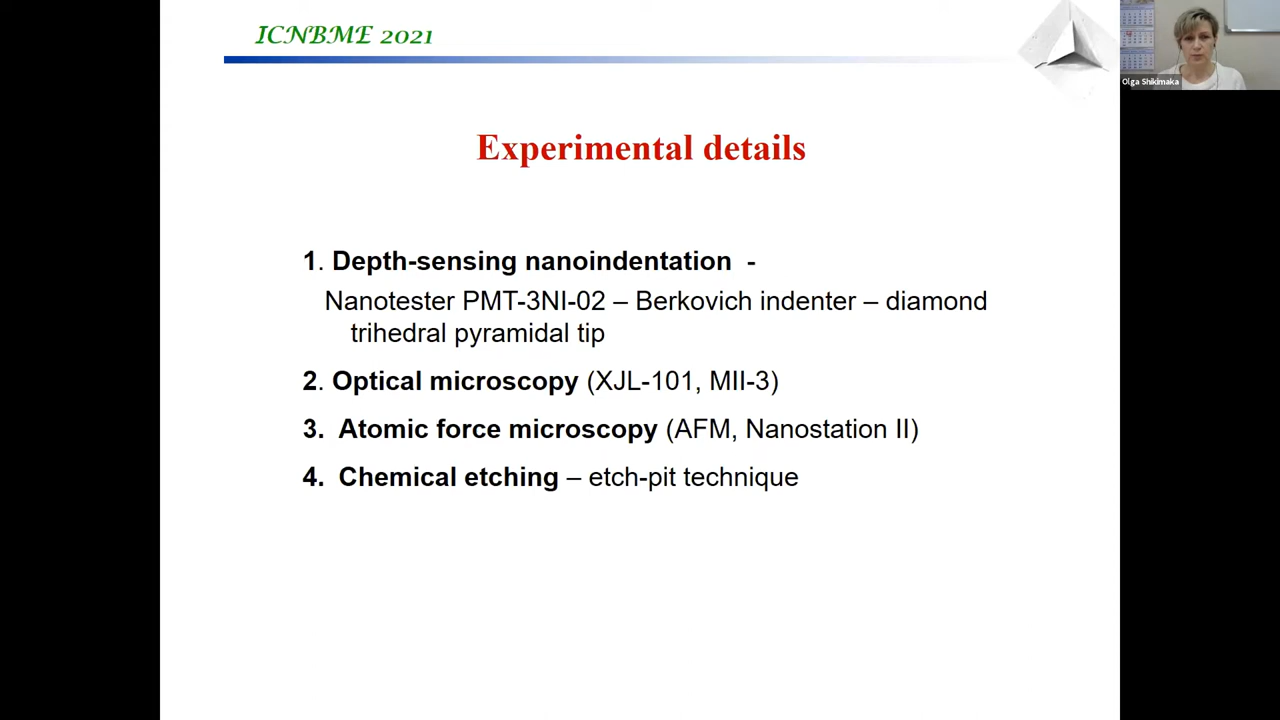 ICNBME 2021
Olga Shikimaka
Experimental details
1. Depth-sensing nanoindentation -
Nanotester PMT-3NI-02 – Berkovich indenter – diamond
trihedral pyramidal tip
2. Optical microscopy (XJL-101, MII-3)
3. Atomic force microscopy (AFM, Nanostation II)
4. Chemical etching – etch-pit technique